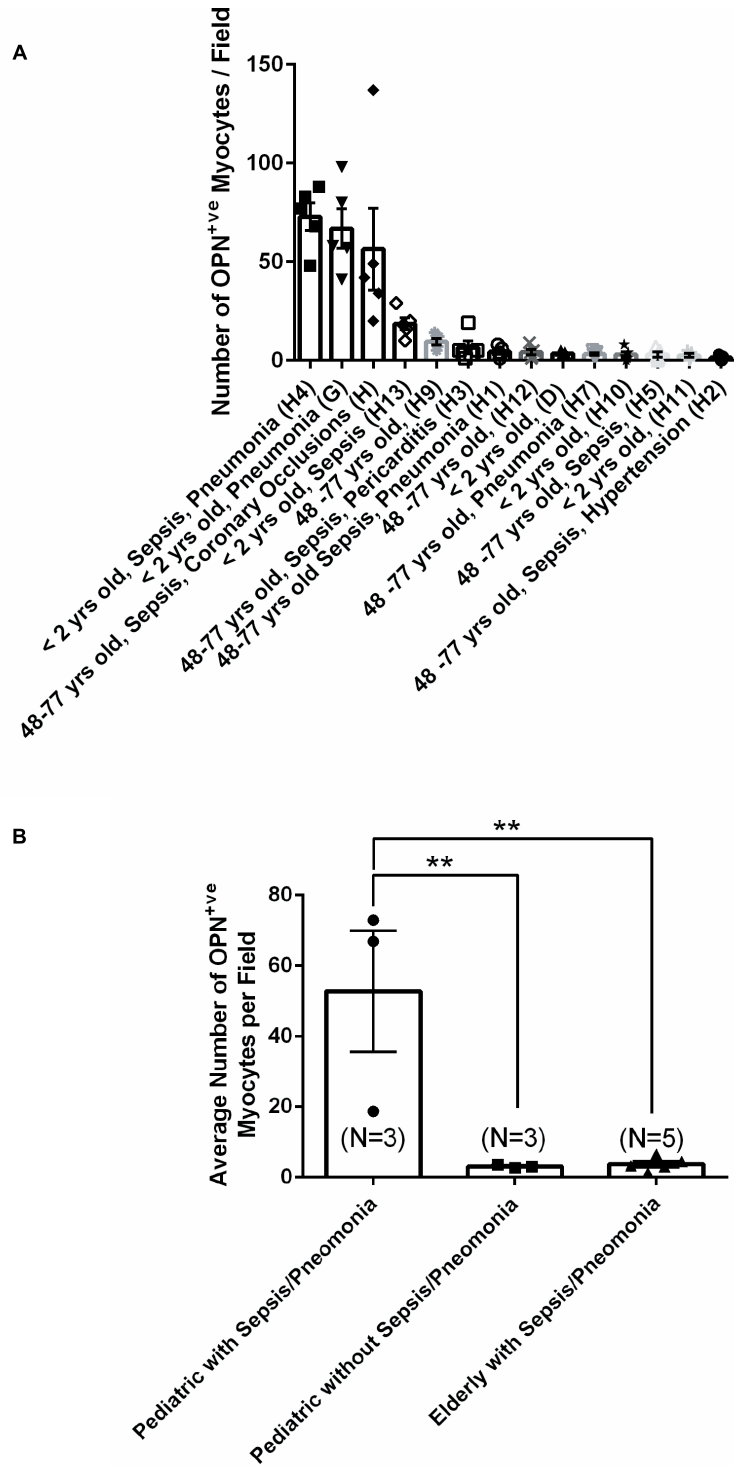 A
Number of OPN+ve Myocytes / Field
150
100
50
0
< 2 yrs old, Sepsis, Pneumonia (H4)
< 2 yrs old, Pneumonia (G)
48-77 yrs old, Sepsis, Coronary Occlusions (H)
< 2 yrs old, Sepsis (H13)
48 -77 yrs old, (H9)
48-77 yrs old, Sepsis, Pericarditis (H3)
48-77 yrs old Sepsis, Pneumonia (H1)
48 -77 yrs old, (H12)
< 2 yrs old, (D)
48 -77 yrs old, Pneumonia (H7)
< 2 yrs old, (H10)
48 -77 yrs old, Sepsis, (H5)
< 2 yrs old, (H11)
48 -77 yrs old, Sepsis, Hypertension (H2)
B
Average Number of OPN+ve
Myocytes per Field
80
60
40
20
0
**
**
(N=3)
(N=3)
(N=5)
Pediatric with Sepsis/Pneomonia
Pediatric without Sepsis/Pneomonia
Elderly with Sepsis/Pneomonia